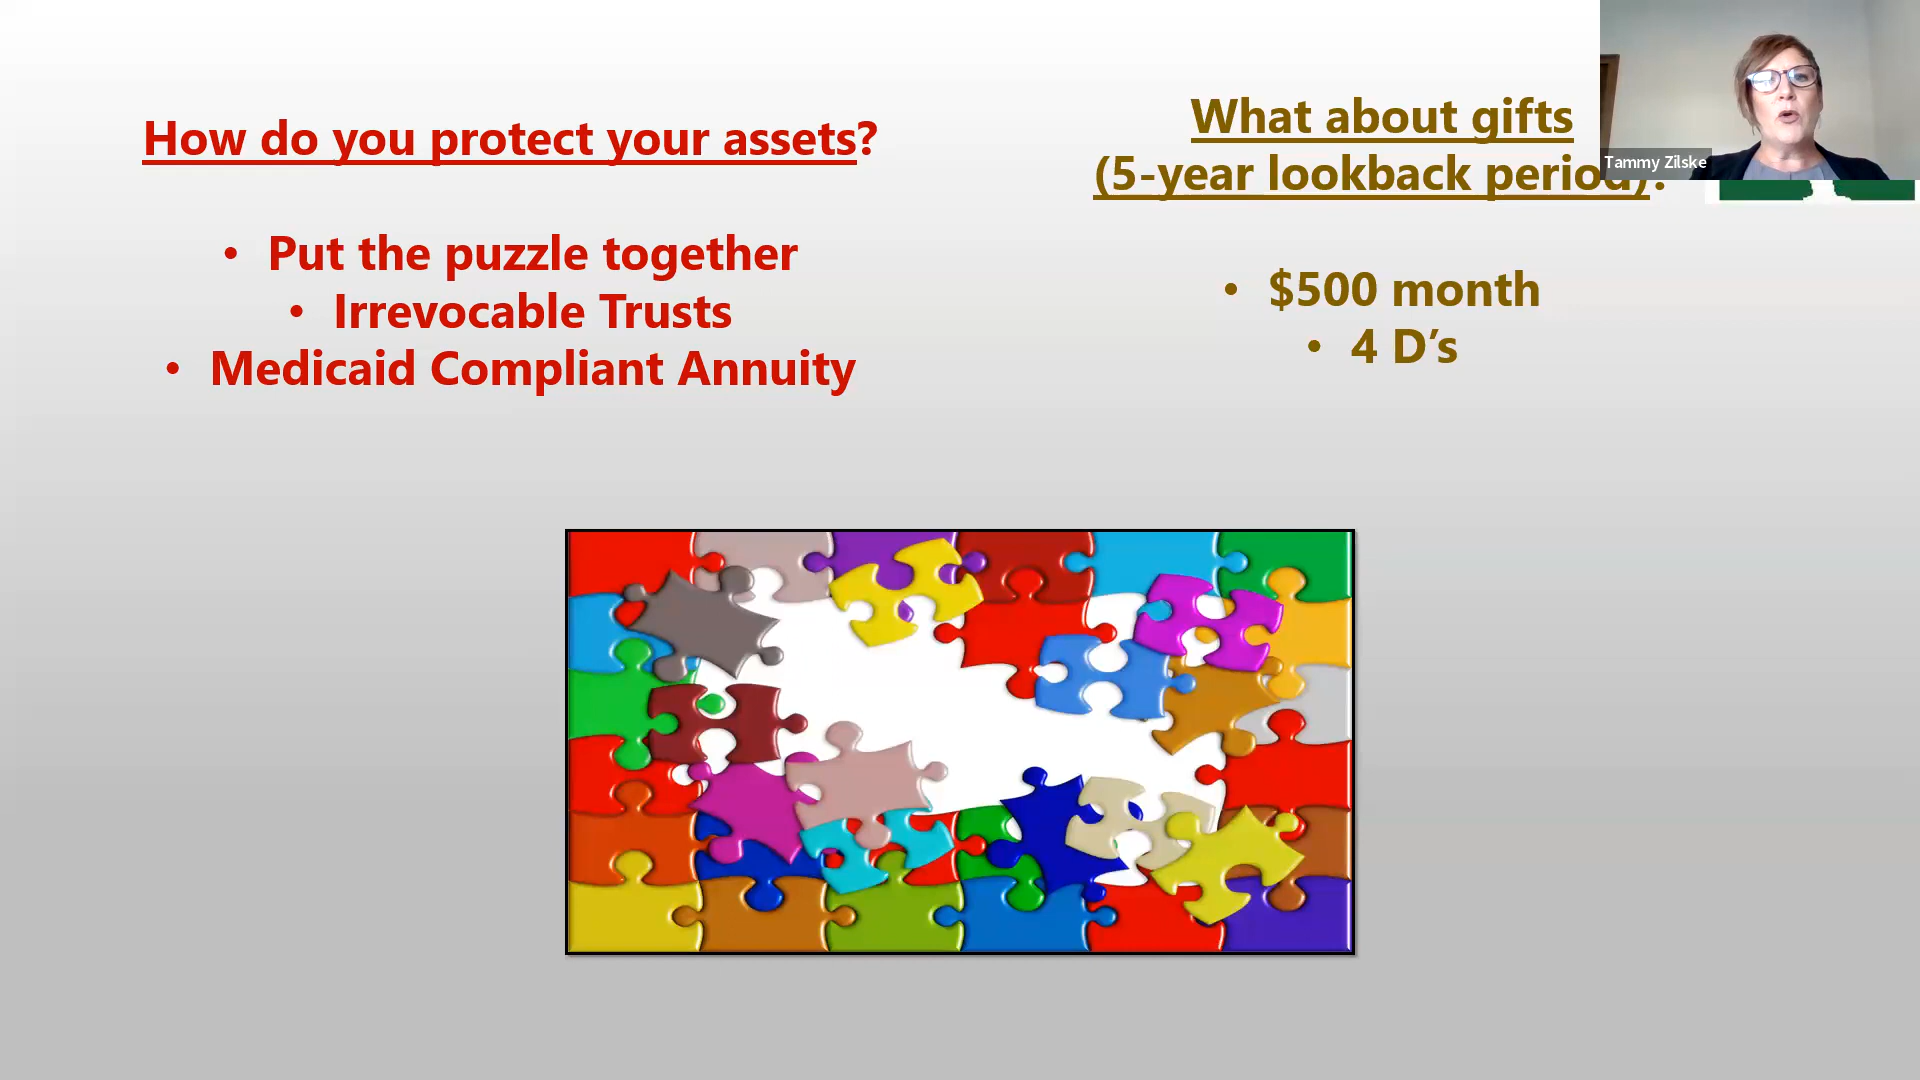 How do you protect your assets?
• Put the puzzle together
• Irrevocable Trusts
• Medicaid Compliant Annuity
What about gifts
(5-year lookback period)?
• $500 month
• 4 D’s
Tammy Zilske